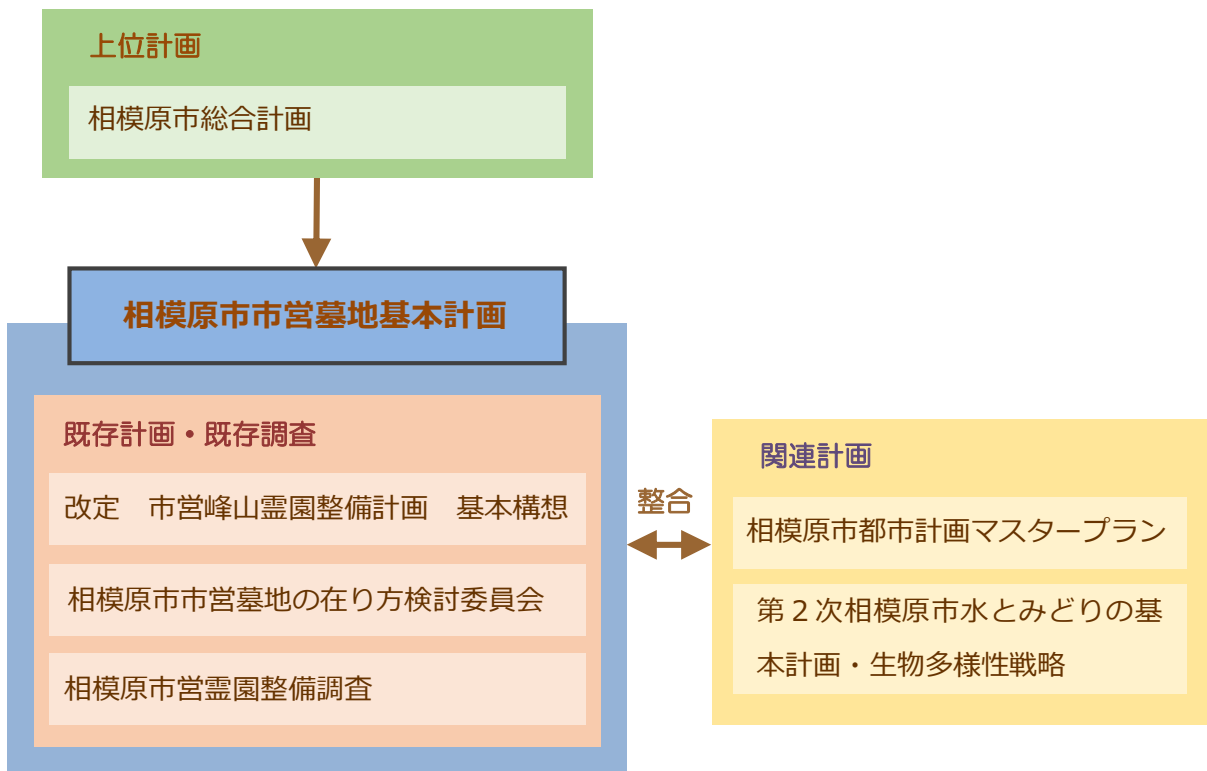 上位計画
相模原市総合計画
相模原市市営墓地基本計画
既存計画・既存調査
改定　市営峰山霊園整備計画　基本構想
相模原市市営墓地の在り方検討委員会
相模原市営霊園整備調査
整合
関連計画
相模原市都市計画マスタープラン
第２次相模原市水とみどりの基
本計画・生物多様性戦略